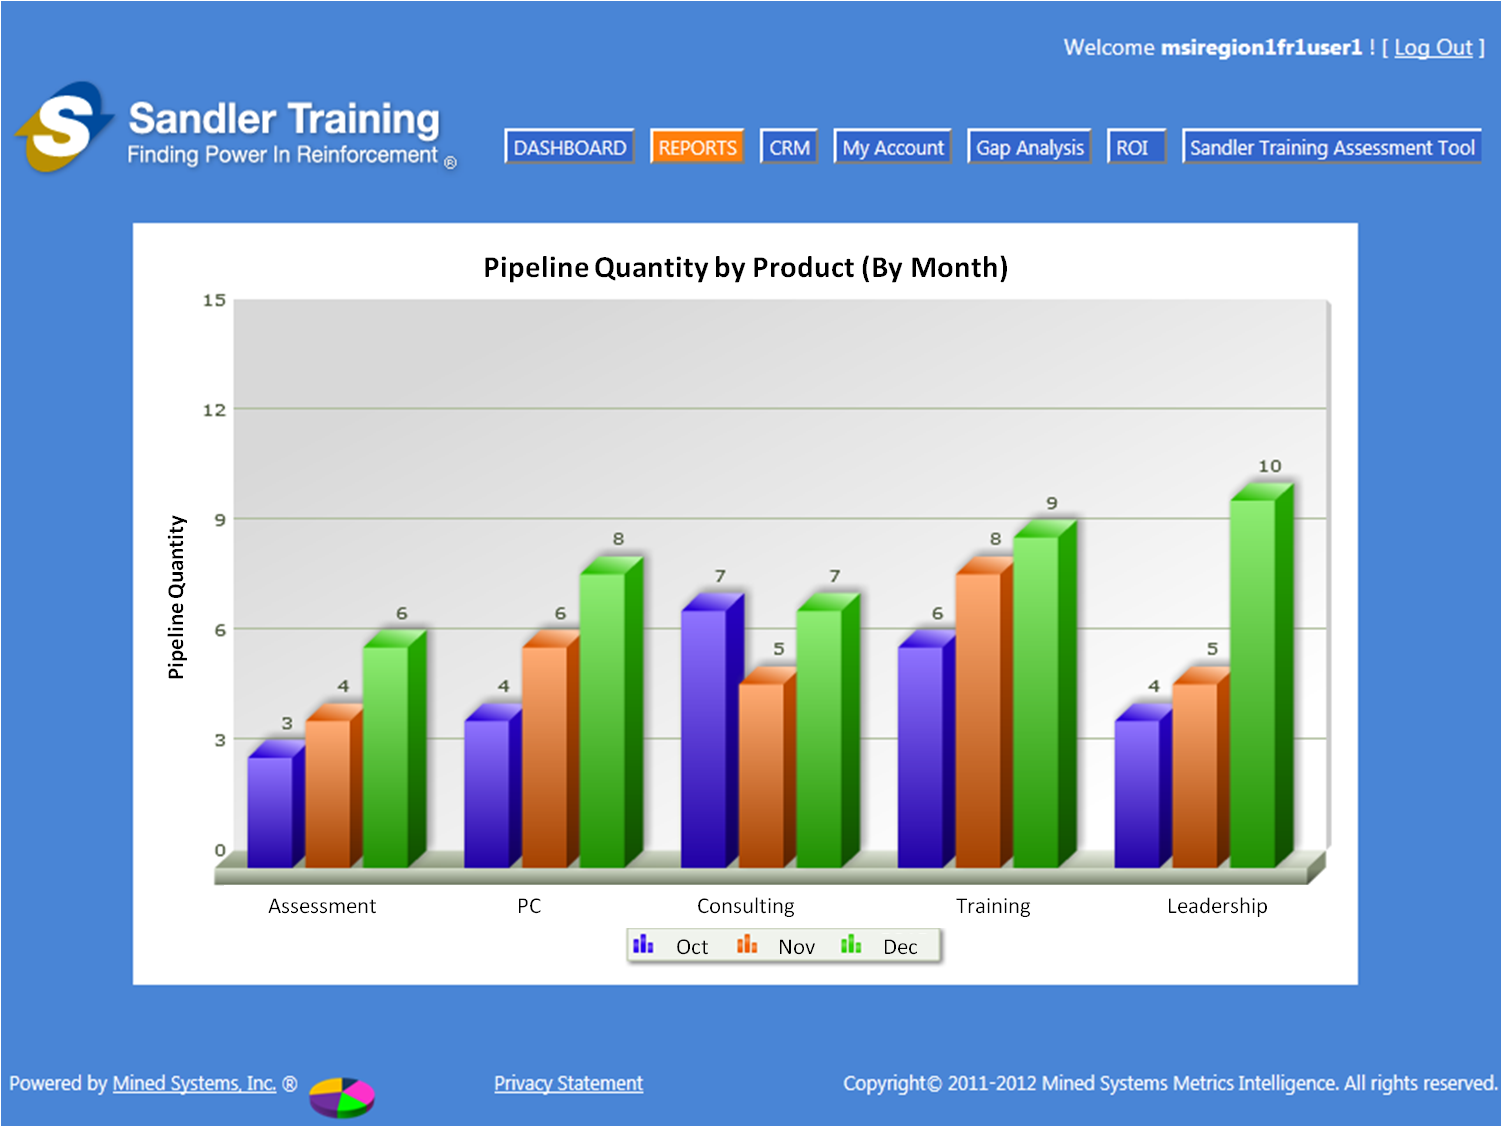 Welcome msiregion1fr1user1 ! [ Log Out ]
Sandler Training
Finding Power In Reinforcement ®
DASHBOARD REPORTS CRM My Account Gap Analysis ROI Sandler Training Assessment Tool
Pipeline Quantity by Product (By Month)
Pipeline Quantity
15
12
9
6
3
0
3 4 6
4 6 8
7 5 7
6 8 9
4 5 10
Assessment PC Consulting Training Leadership
Oct Nov Dec
Powered by Mined Systems, Inc. ® Privacy Statement Copyright© 2011-2012 Mined Systems Metrics Intelligence. All rights reserved.